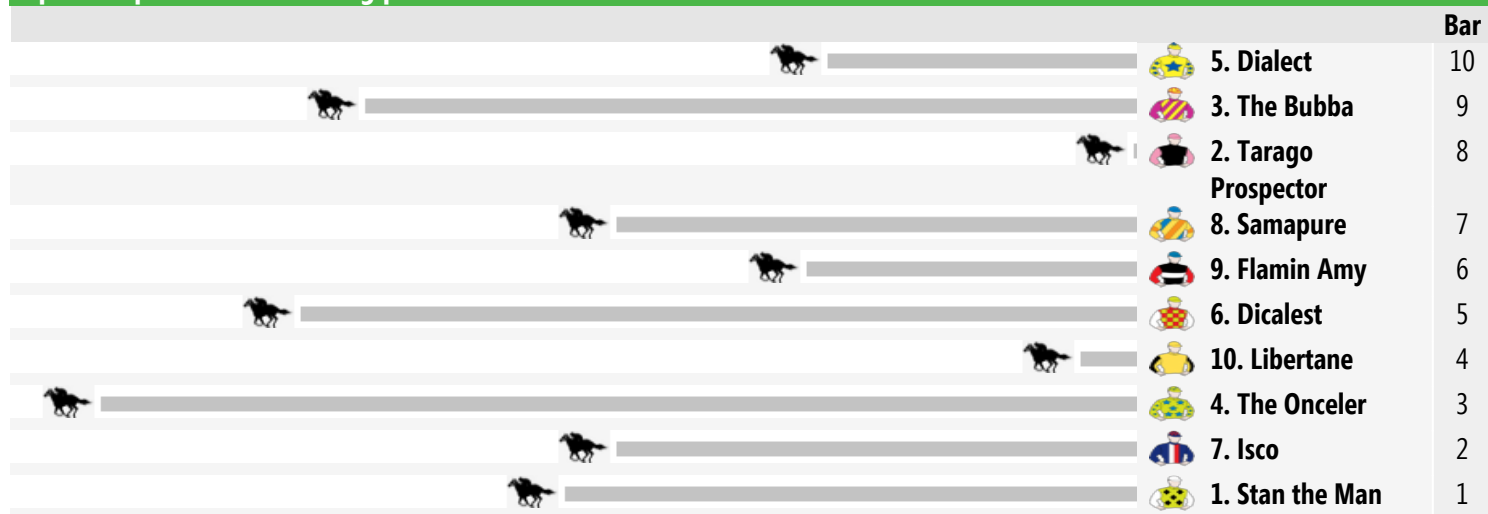 Bar
5. Dialect 10
3. The Bubba 9
2. Tarago 8
Prospector
8. Samapure 7
9. Flamin Amy 6
6. Dicalest 5
10. Libertane 4
4. The Onceler 3
7. Isco 2
1. Stan the Man 1